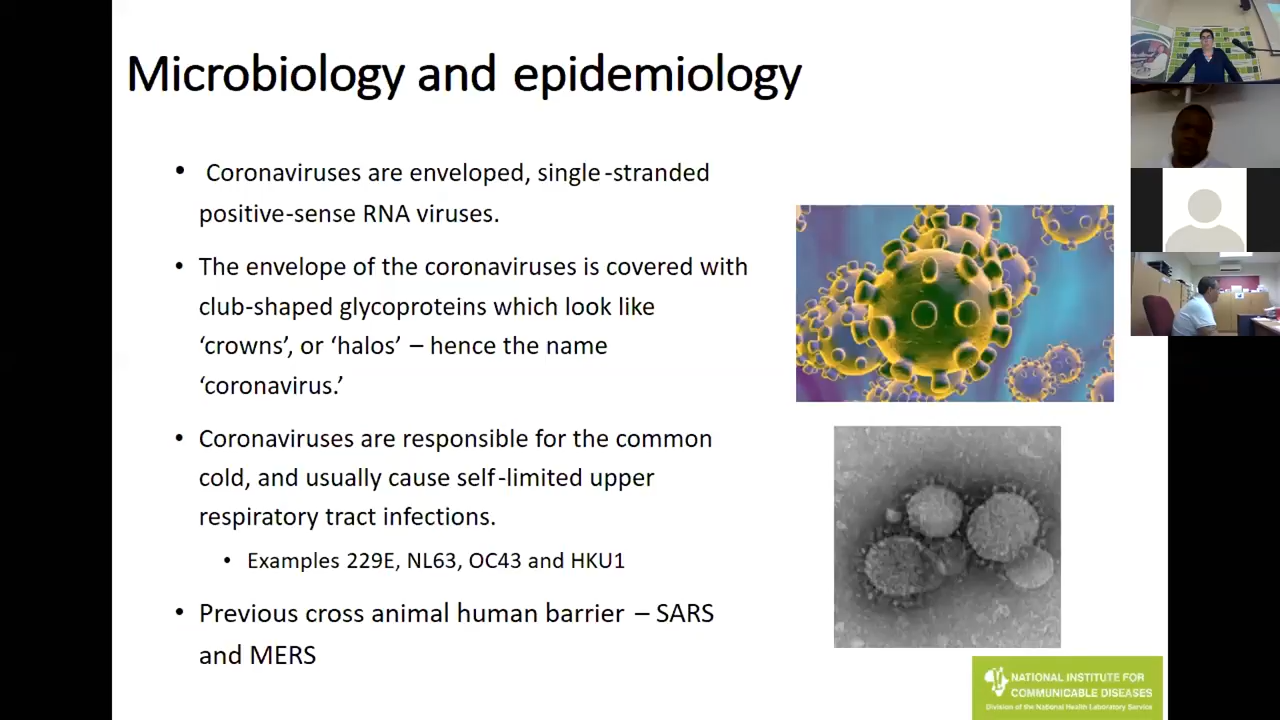 Microbiology and epidemiology
• Coronaviruses are enveloped, single-stranded
positive-sense RNA viruses.
• The envelope of the coronaviruses is covered with
club-shaped glycoproteins which look like
‘crowns’, or ‘halos’ – hence the name
‘coronavirus.’
• Coronaviruses are responsible for the common
cold, and usually cause self-limited upper
respiratory tract infections.
• Examples 229E, NL63, OC43 and HKU1
• Previous cross animal human barrier – SARS
and MERS
NATIONAL INSTITUTE FOR
COMMUNICABLE DISEASES
Division of the National Health Laboratory Service